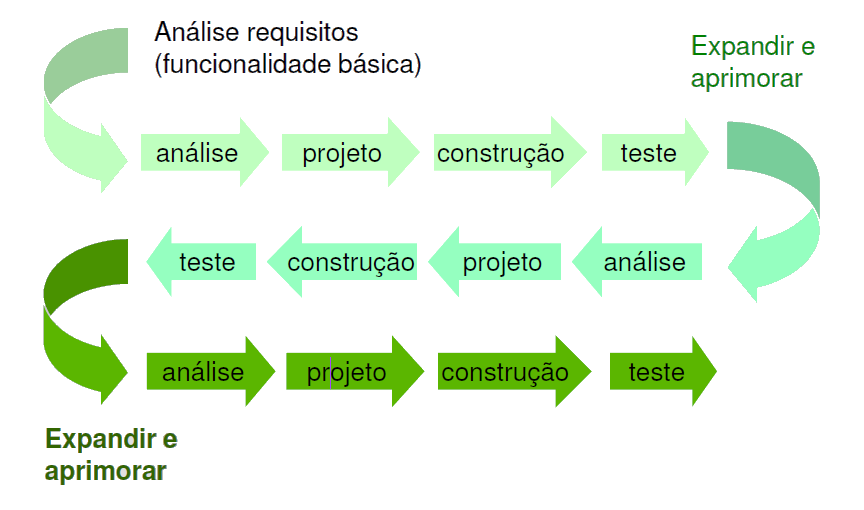 Análise requisitos
(funcionalidade básica)
Expandir e
aprimorar
análise projeto construção teste
teste construção projeto análise
análise projeto construção teste
Expandir e
aprimorar